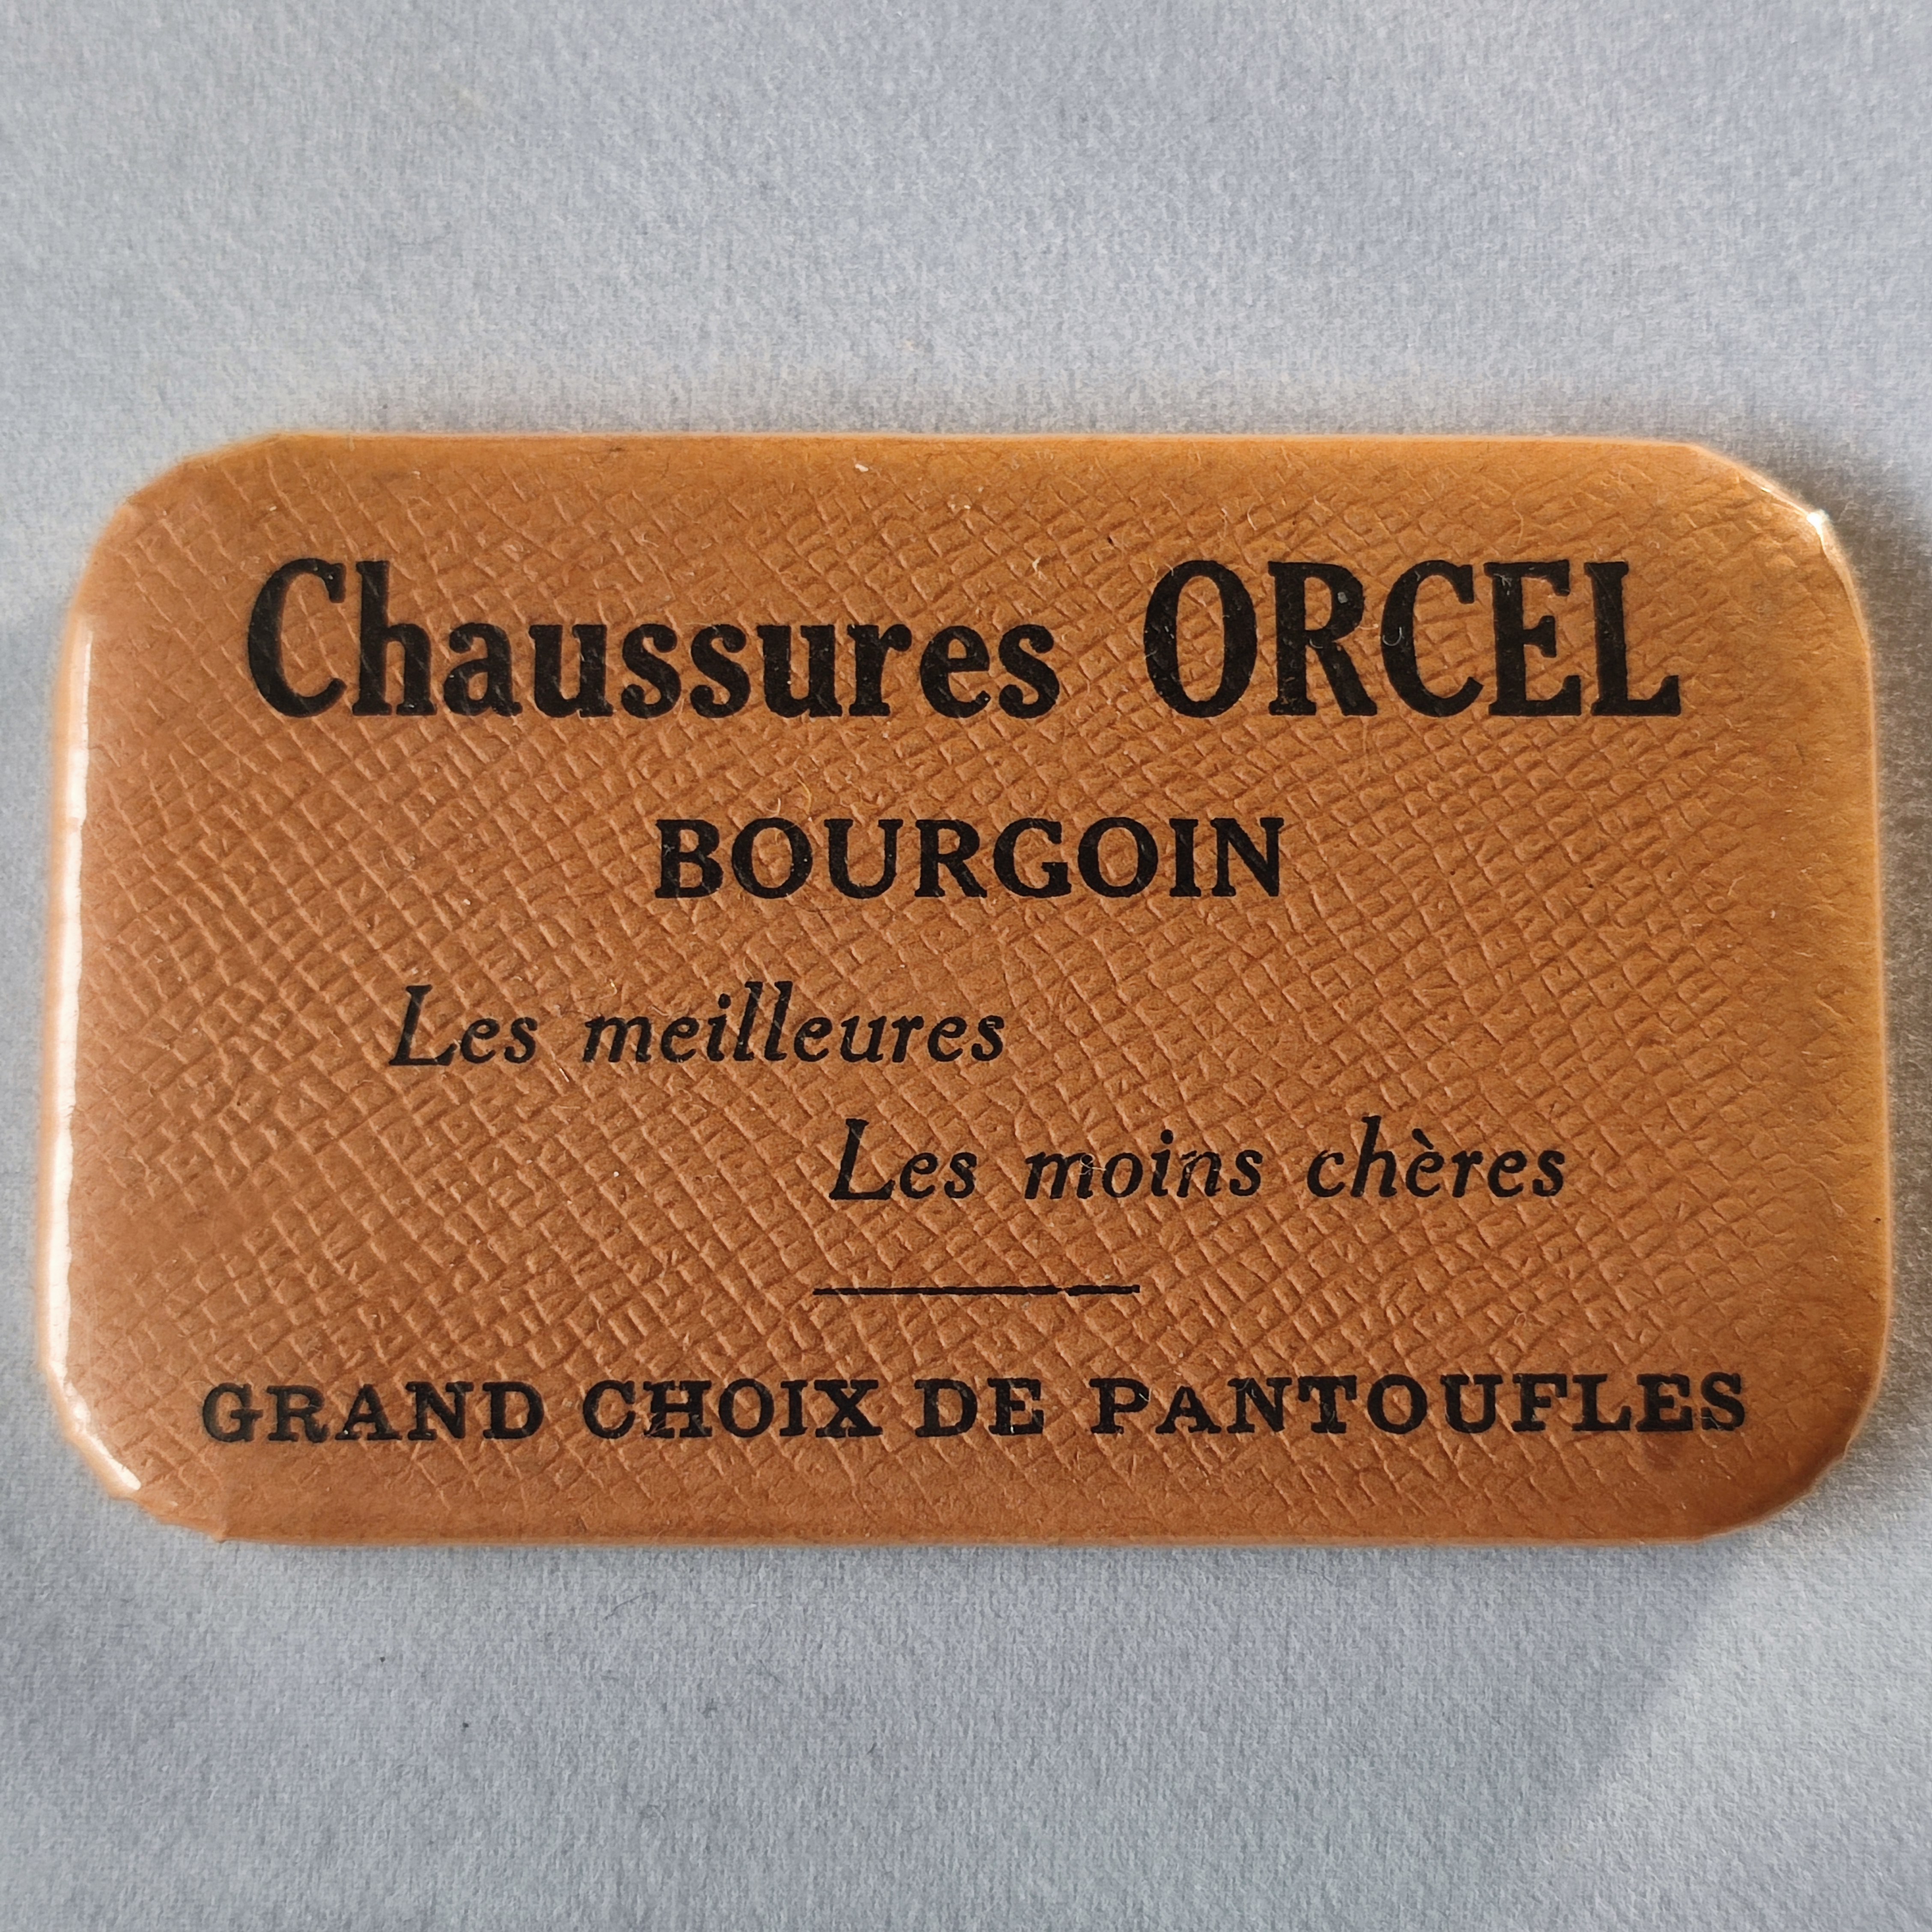 Chaussures ORCEL
BOURGOIN
Les meilleures
Les moins chères
GRAND CHOIX DE PANTOUFLES